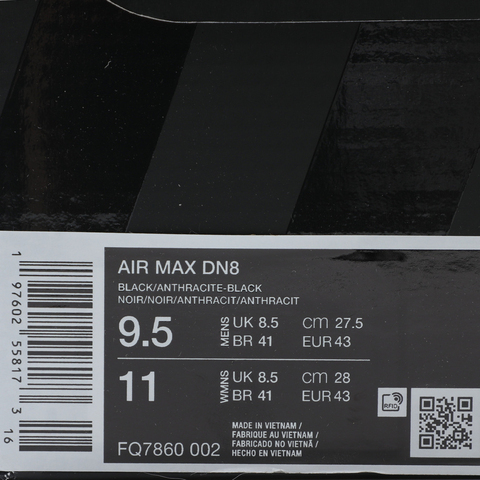 AIR MAX DN8
BLACK/ANTHRACITE-BLACK
NOIR/NOIR/ANTHRACIT/ANTHRACIT
9.5 MENS UK 8.5 CM 27.5
BR 41 EUR 43
11 WMNS UK 8.5 CM 28
BR 41 EUR 43
MADE IN VIETNAM /
FABRIQUE AU VIETNAM /
FABRICADO NO VIETNÃ /
HECHO EN VIETNAM
FQ7860 002
RFID
1 97602 55817 3 16